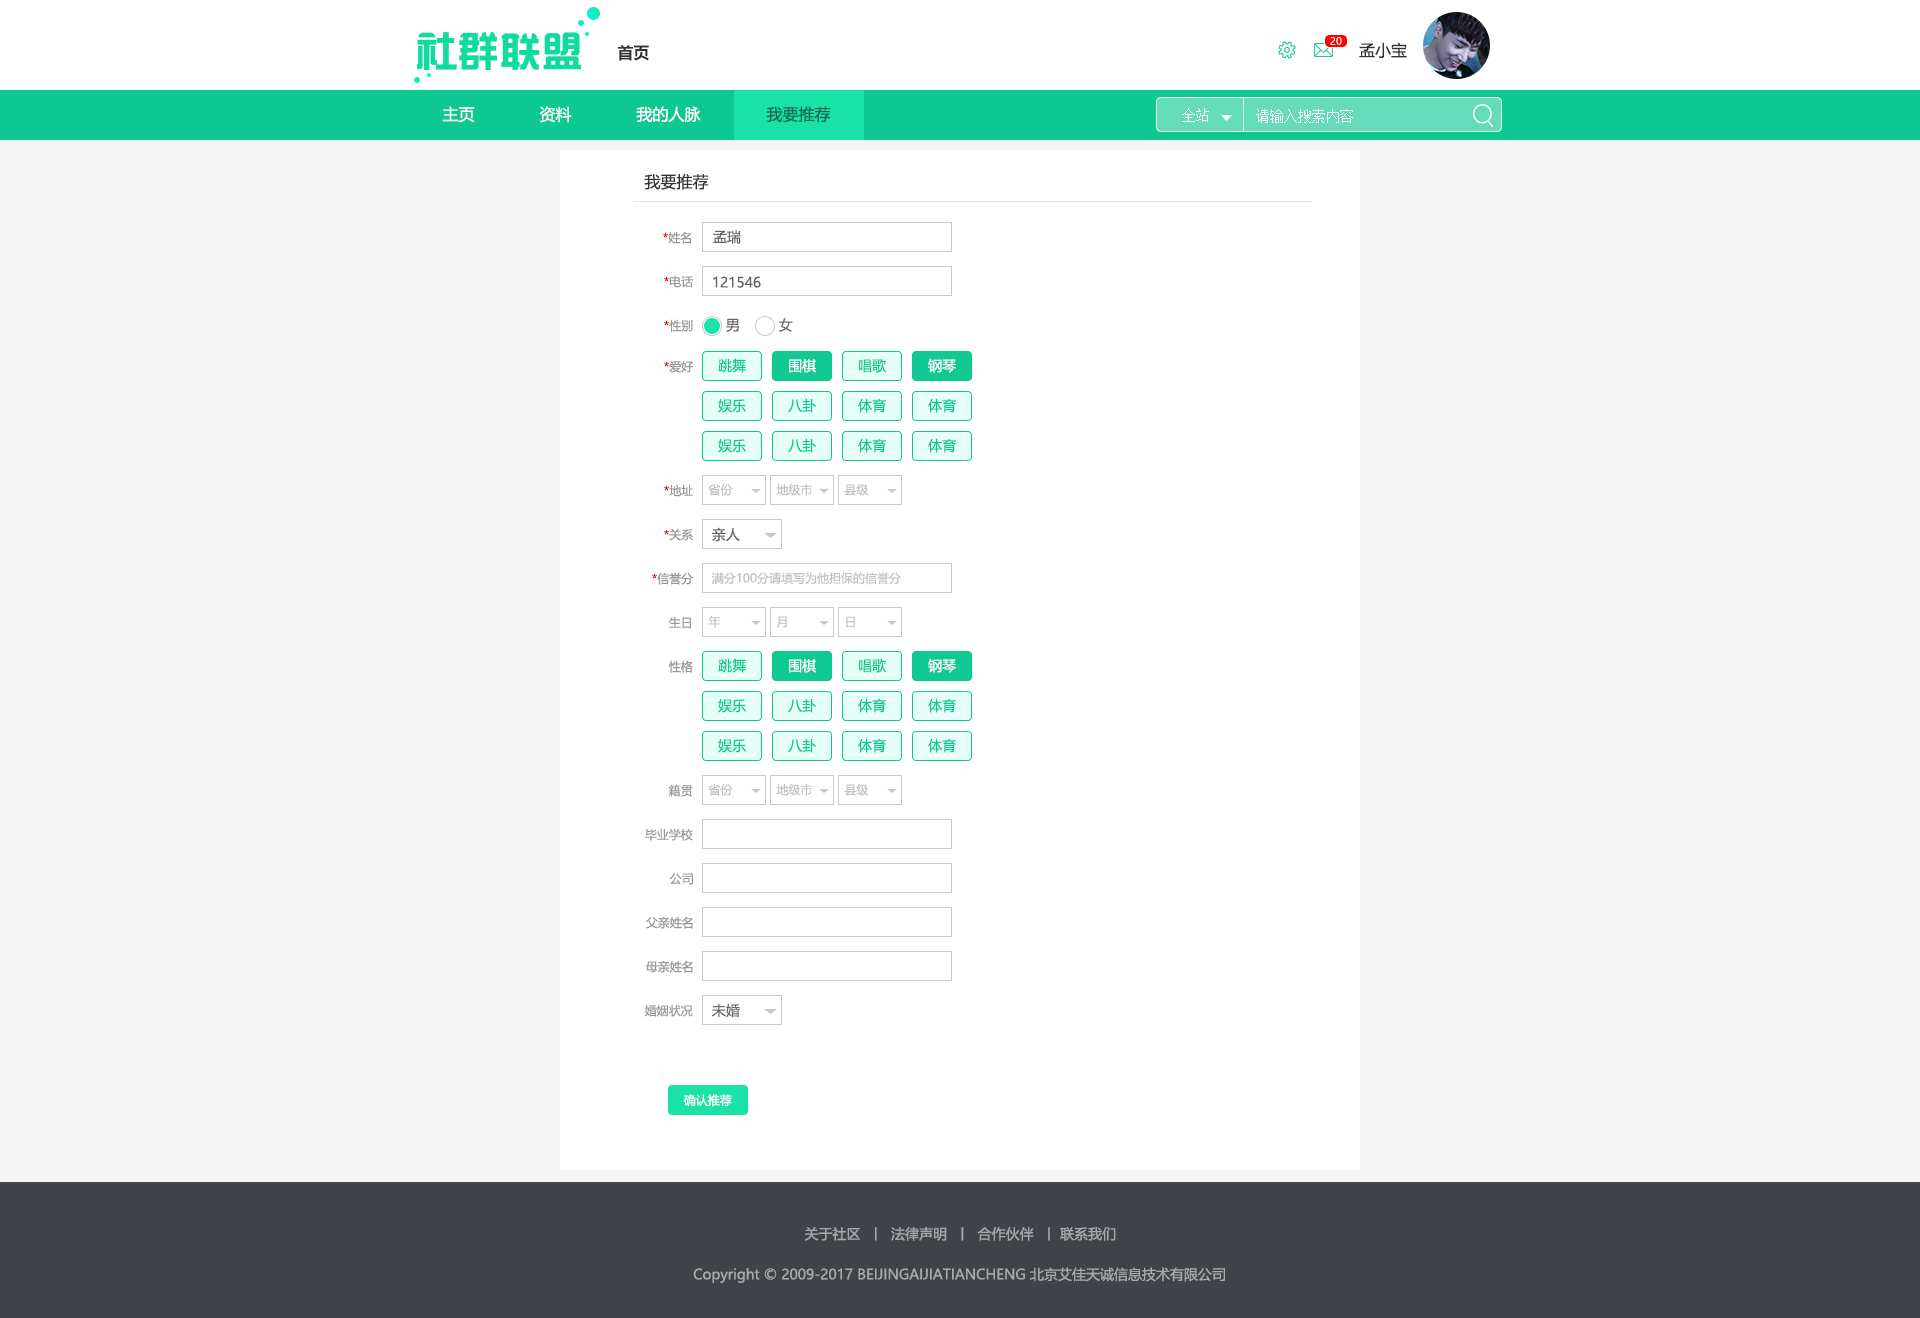 社群联盟
首页
20
孟小宝
主页 资料 我的人脉 我要推荐
全站 请输入搜索内容
我要推荐
*姓名 孟瑞
*电话 121546
*性别 男 女
*爱好 跳舞 围棋 唱歌 钢琴
娱乐 八卦 体育 体育
娱乐 八卦 体育 体育
*地址 省份 地级市 县级
*关系 亲人
*信誉分 满分100分请填写为他担保的信誉分
生日 年 月 日
性格 跳舞 围棋 唱歌 钢琴
娱乐 八卦 体育 体育
娱乐 八卦 体育 体育
籍贯 省份 地级市 县级
毕业学校
公司
父亲姓名
母亲姓名
婚姻状况 未婚
确认推荐
关于社区 | 法律声明 | 合作伙伴 | 联系我们
Copyright © 2009-2017 BEIJINGAIJIATIANCHENG 北京艾佳天诚信息技术有限公司